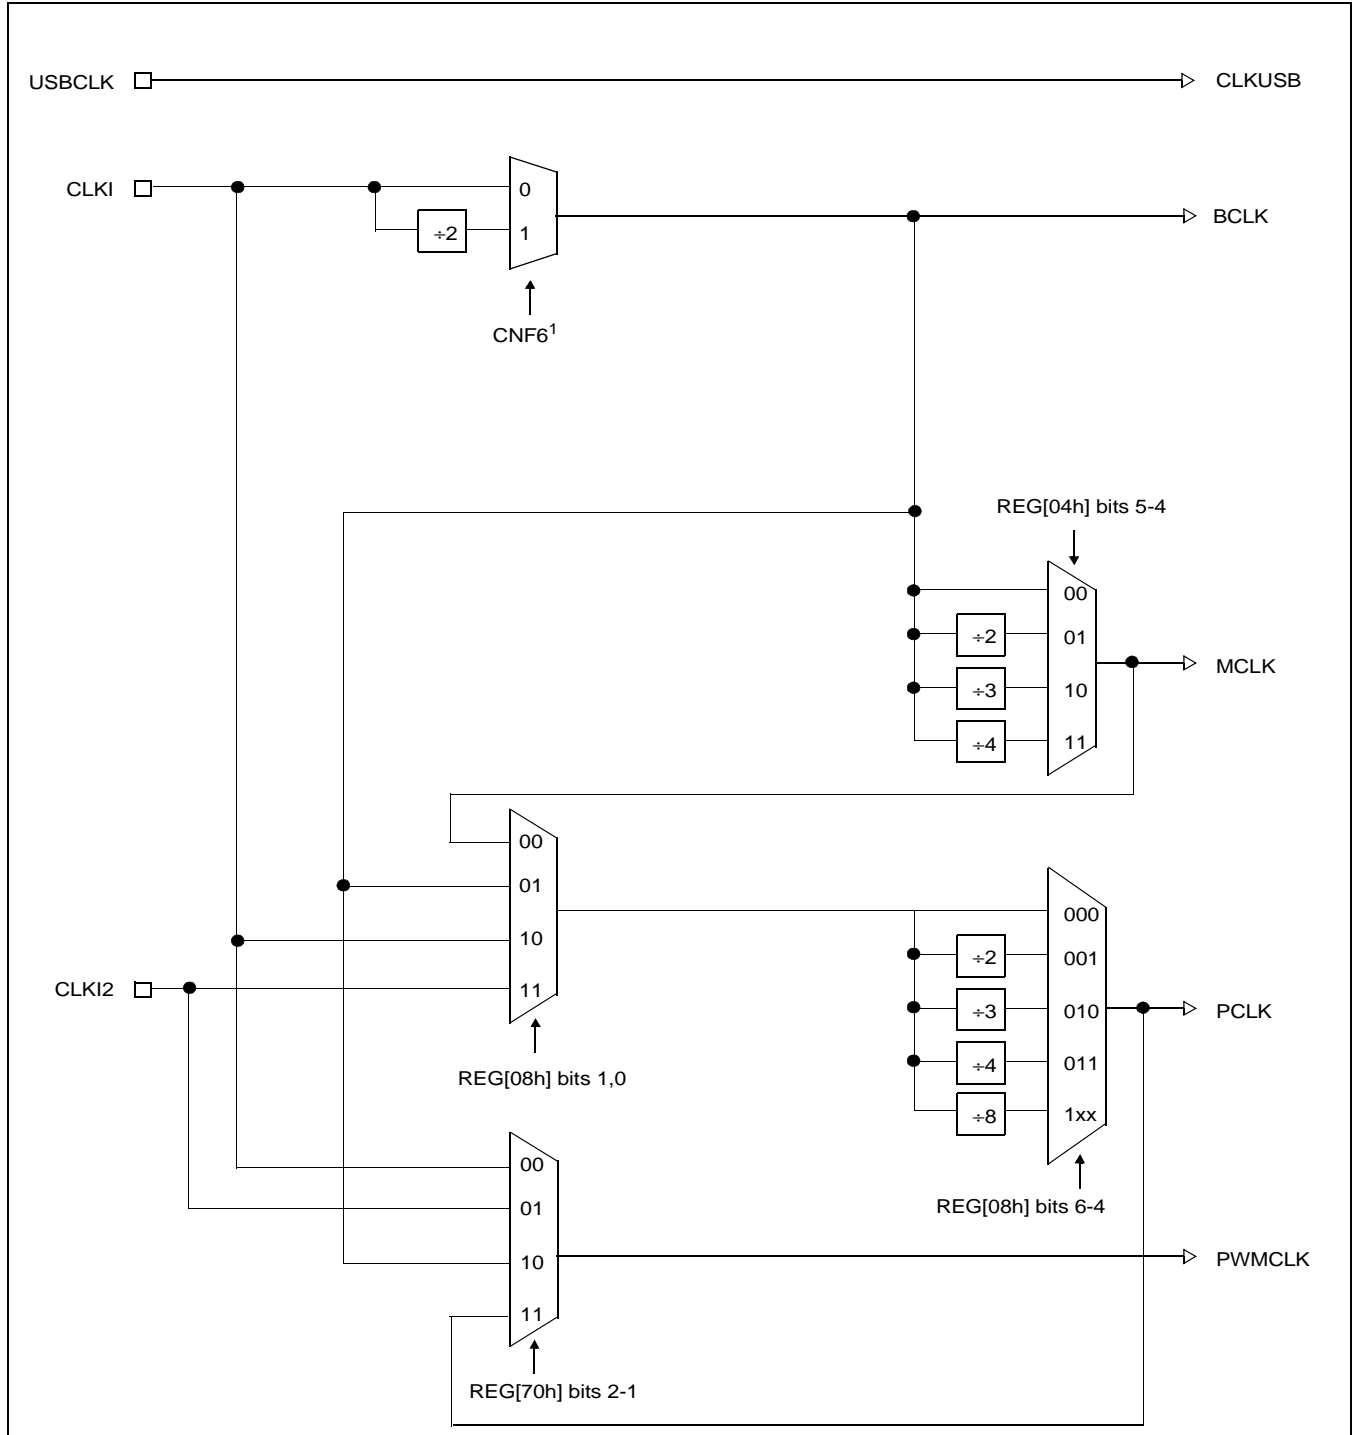 USBCLK
CLKUSB
CLKI
0
÷2
1
BCLK
CNF6¹
REG[04h] bits 5-4
00
÷2
01
÷3
10
MCLK
÷4
11
00
01
10
CLKI2
11
REG[08h] bits 1,0
000
÷2
001
÷3
010
PCLK
÷4
011
÷8
1xx
REG[08h] bits 6-4
00
01
10
PWMCLK
11
REG[70h] bits 2-1